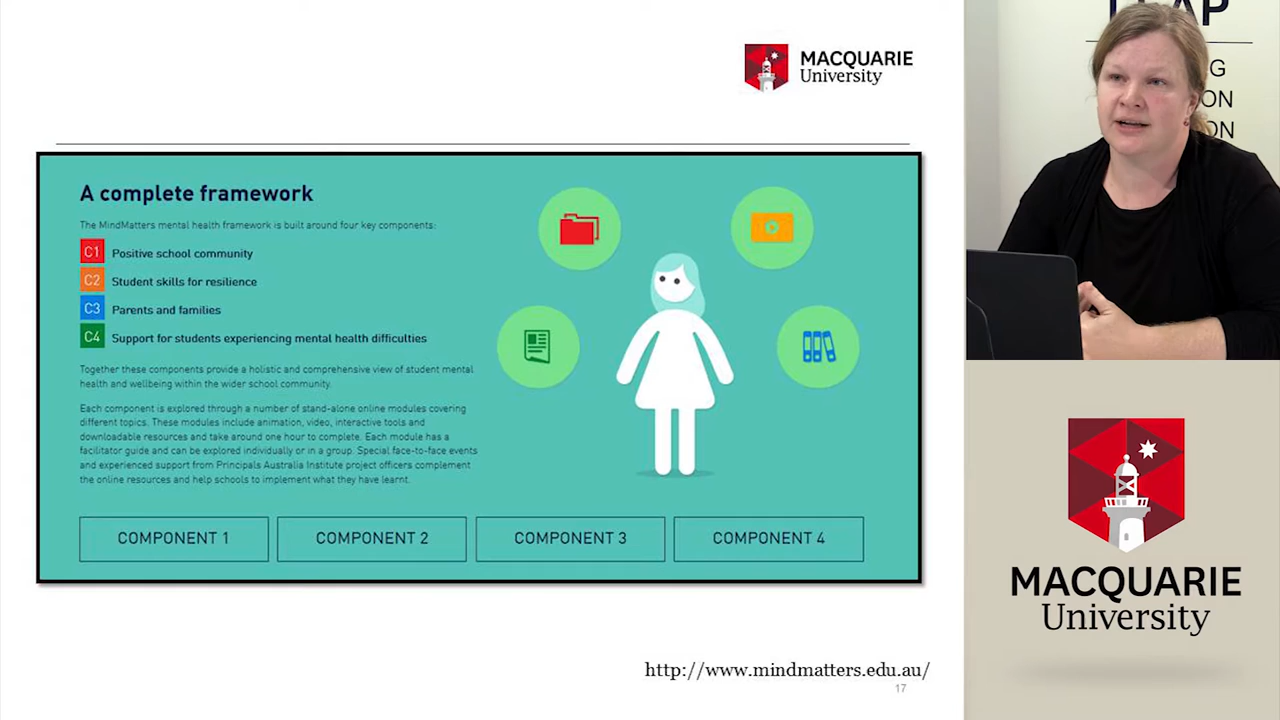 MACQUARIE
University
A complete framework
The MindMatters mental health framework is built around four key components:
C1 Positive school community
C2 Student skills for resilience
C3 Parents and families
C4 Support for students experiencing mental health difficulties
Together these components provide a holistic and comprehensive view of student mental
health and wellbeing within the wider school community.
Each component is explored through a number of stand-alone online modules covering
different topics. These modules include animation, video, interactive tools and
downloadable resources and take around one hour to complete. Each module has a
facilitator guide and can be explored individually or in a group. Special face-to-face events
and experienced support from Principals Australia Institute project officers complement
the online resources and help schools to implement what they have learnt.
COMPONENT 1 COMPONENT 2 COMPONENT 3 COMPONENT 4
http://www.mindmatters.edu.au/
17
G
ON
ON
MACQUARIE
University